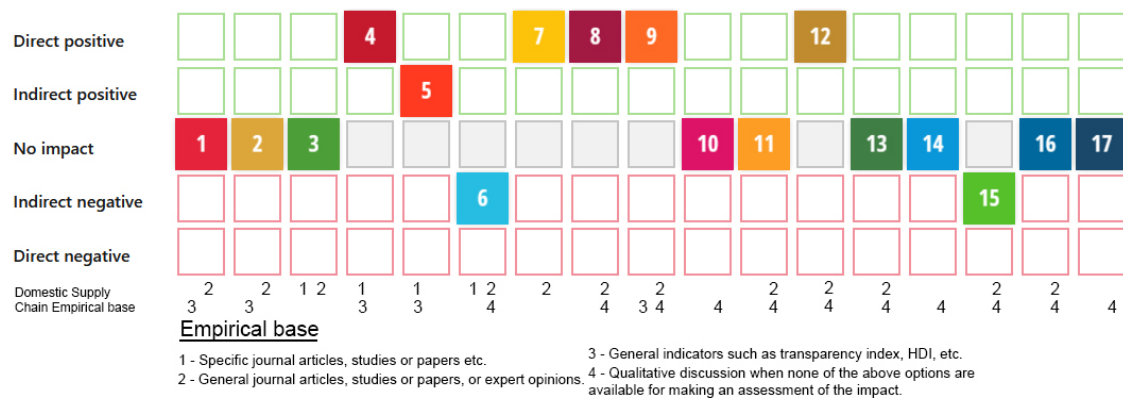 Direct positive 4 7 8 9 12
Indirect positive 5
No impact 1 2 3 10 11 13 14 16 17
Indirect negative 6 15
Direct negative
Domestic Supply 2 2 1 2 1 1 1 2 2 2 2 2 2 2 2 2
Chain Empirical base 3 3 3 3 4 4 3 4 4 4 4 4 4 4 4 4
Empirical base
1 - Specific journal articles, studies or papers etc.
2 - General journal articles, studies or papers, or expert opinions.
3 - General indicators such as transparency index, HDI, etc.
4 - Qualitative discussion when none of the above options are
available for making an assessment of the impact.